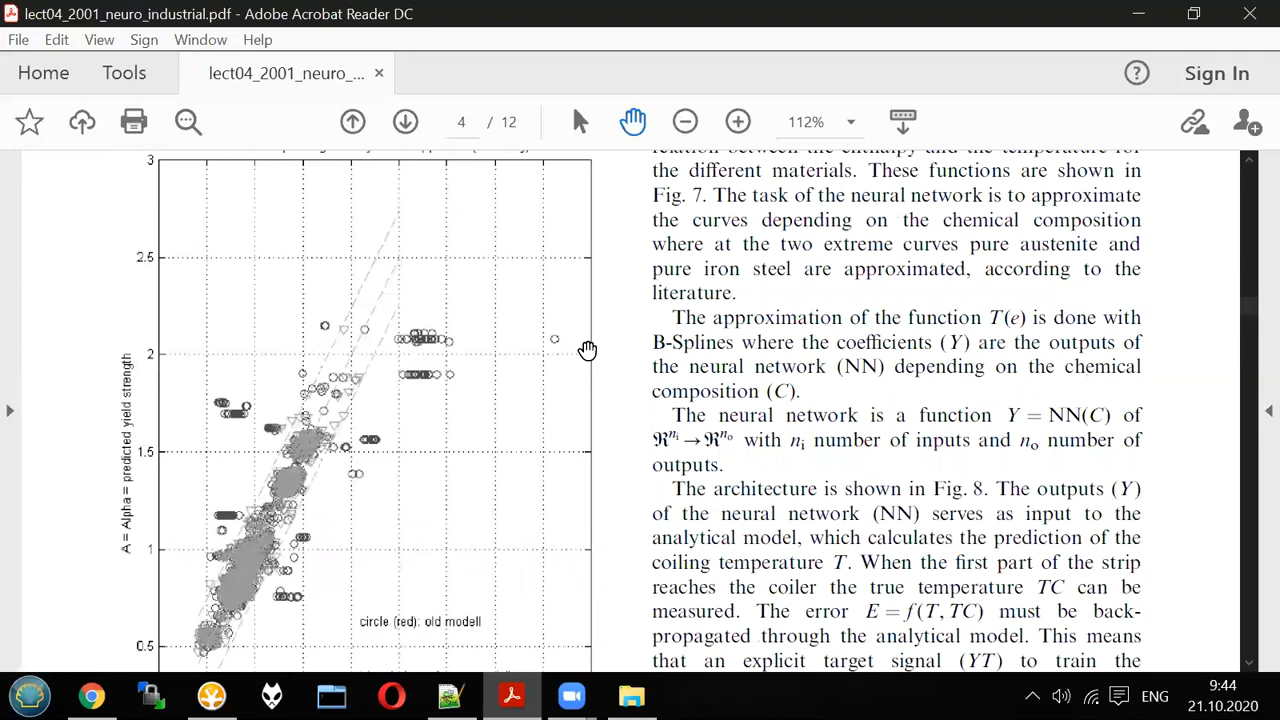 lect04_2001_neuro_industrial.pdf - Adobe Acrobat Reader DC
File Edit View Sign Window Help
Home Tools lect04_2001_neuro_... × Sign In
4 / 12 112%
3
2.5
2
1.5
1
0.5
A = Alpha = predicted yield strength
circle (red): old modell
relation between the enthalpy and the temperature for
the different materials. These functions are shown in
Fig. 7. The task of the neural network is to approximate
the curves depending on the chemical composition
where at the two extreme curves pure austenite and
pure iron steel are approximated, according to the
literature.
The approximation of the function T(e) is done with
B-Splines where the coefficients (Y) are the outputs of
the neural network (NN) depending on the chemical
composition (C).
The neural network is a function Y = NN(C) of
ℜⁿⁱ → ℜⁿᵒ with nᵢ number of inputs and nₒ number of
outputs.
The architecture is shown in Fig. 8. The outputs (Y)
of the neural network (NN) serves as input to the
analytical model, which calculates the prediction of the
coiling temperature T. When the first part of the strip
reaches the coiler the true temperature TC can be
measured. The error E = f(T, TC) must be back-
propagated through the analytical model. This means
that an explicit target signal (YT) to train the
ENG
9:44
21.10.2020